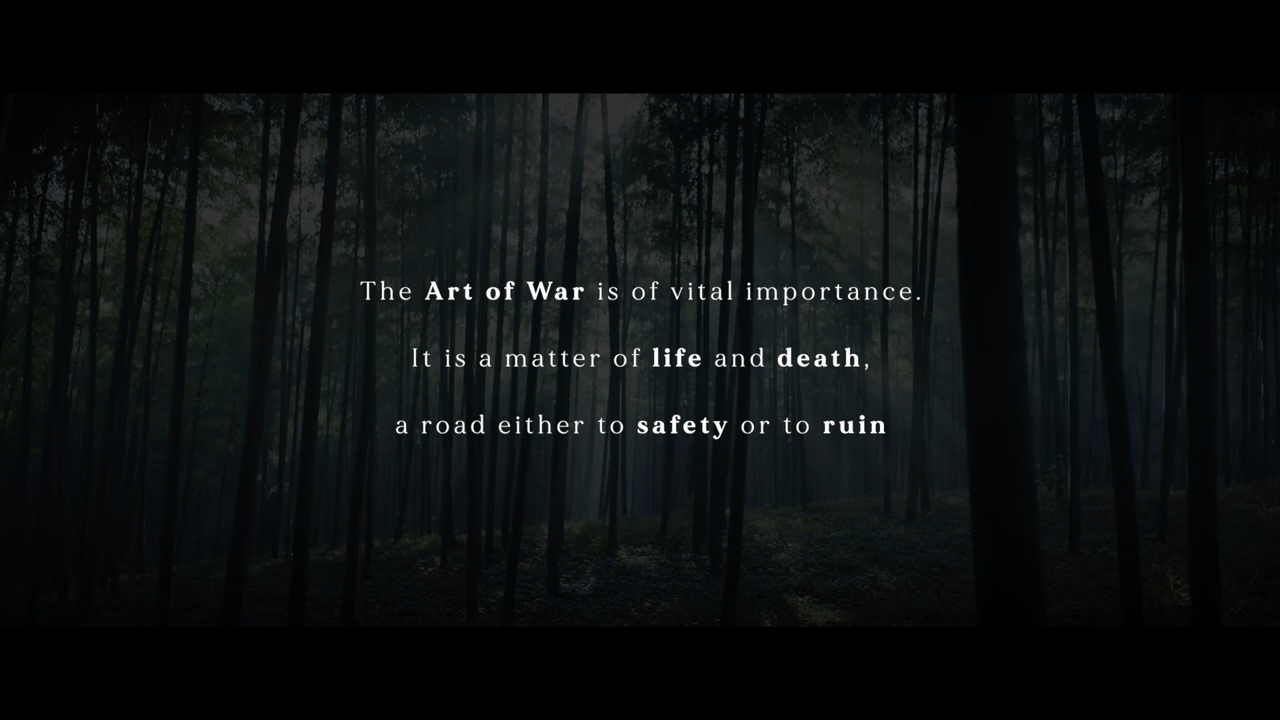 The Art of War is of vital importance.
It is a matter of life and death,
a road either to safety or to ruin